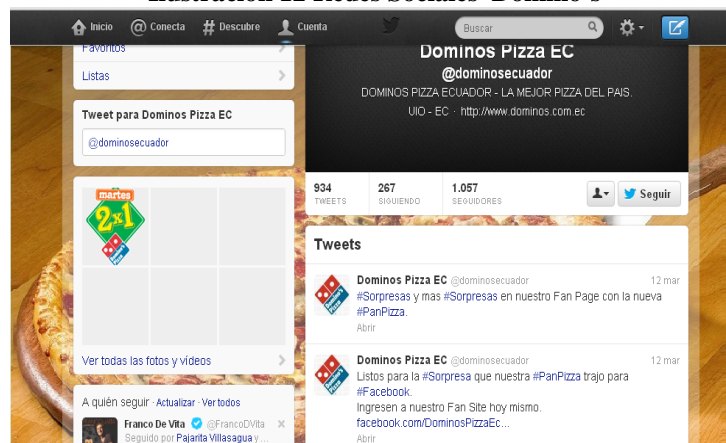 Ilustración 12 Redes Sociales Domino's
Inicio @ Conecta # Descubre Cuenta Buscar
Favoritos
Listas
Tweet para Dominos Pizza EC
@dominosecuador
martes
2x1
Domino's
Pizza
Ver todas las fotos y vídeos
A quién seguir · Actualizar · Ver todos
Franco De Vita @FrancoDVita
Seguido por Pajarita Villasagua y ...
Dominos Pizza EC
@dominosecuador
DOMINOS PIZZA ECUADOR - LA MEJOR PIZZA DEL PAIS.
UIO - EC · http://www.dominos.com.ec
934 267 1.057
TWEETS SIGUIENDO SEGUIDORES
Seguir
Tweets
Dominos Pizza EC @dominosecuador 12 mar
#Sorpresas y mas #Sorpresas en nuestro Fan Page con la nueva
#PanPizza.
Abrir
Dominos Pizza EC @dominosecuador 12 mar
Listos para la #Sorpresa que nuestra #PanPizza trajo para
#Facebook.
Ingresen a nuestro Fan Site hoy mismo.
facebook.com/DominosPizzaEc...
Abrir